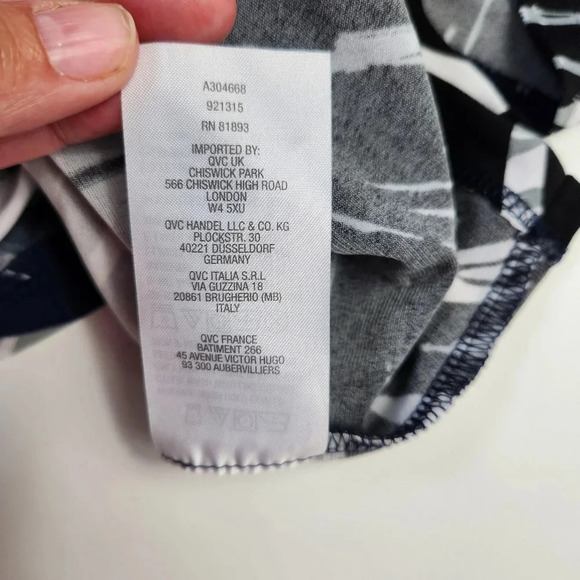 A304668
921315
RN 81893
IMPORTED BY:
QVC UK
CHISWICK PARK
566 CHISWICK HIGH ROAD
LONDON
W4 5XU
QVC HANDEL LLC & CO. KG
PLOCKSTR. 30
40221 DÜSSELDORF
GERMANY
QVC ITALIA S.R.L
VIA GUZZINA 18
20861 BRUGHERIO (MB)
ITALY
QVC FRANCE
BATIMENT 266
45 AVENUE VICTOR HUGO
93 300 AUBERVILLIERS